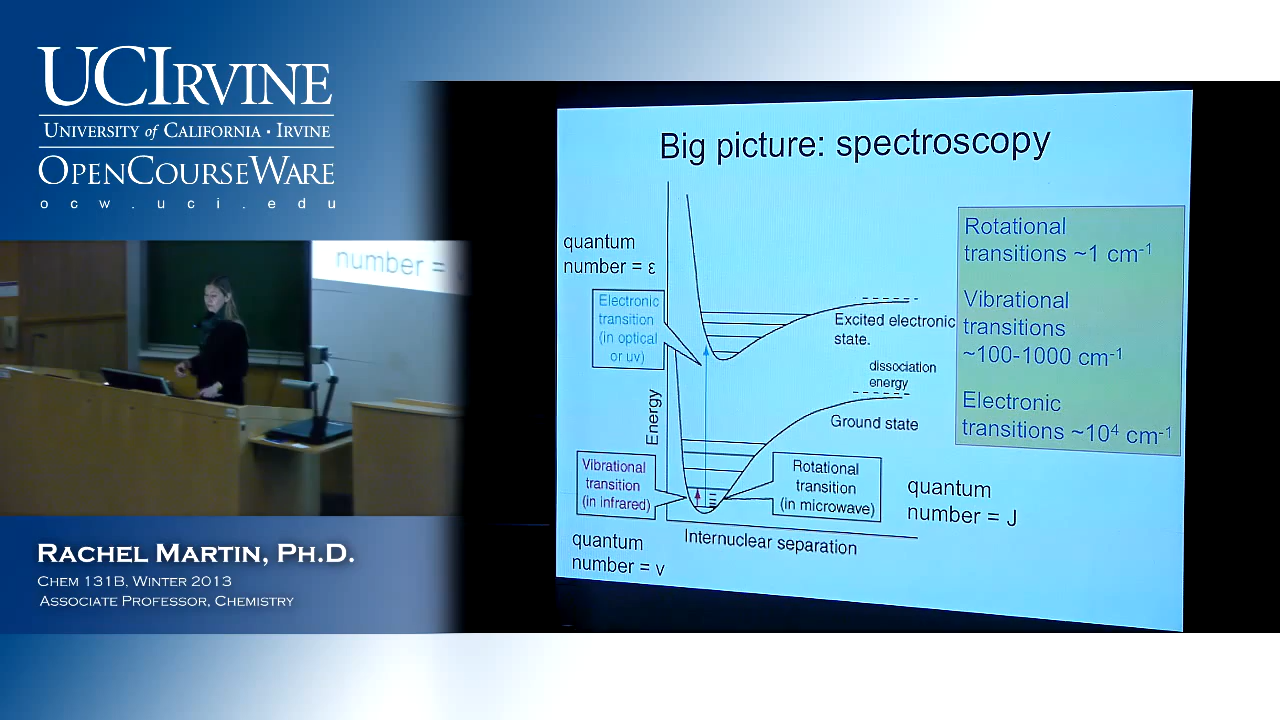 UCIRVINE
UNIVERSITY of CALIFORNIA · IRVINE
OPENCOURSEWARE
ocw.uci.edu
number =
RACHEL MARTIN, PH.D.
CHEM 131B, WINTER 2013
ASSOCIATE PROFESSOR, CHEMISTRY
Big picture: spectroscopy
quantum
number = ε
Electronic
transition
(in optical
or uv)
Energy
Excited electronic
state.
dissociation
energy
Ground state
Vibrational
transition
(in infrared)
Rotational
transition
(in microwave)
quantum
number = J
Internuclear separation
quantum
number = v
Rotational
transitions ~1 cm⁻¹
Vibrational
transitions
~100-1000 cm⁻¹
Electronic
transitions ~10⁴ cm⁻¹